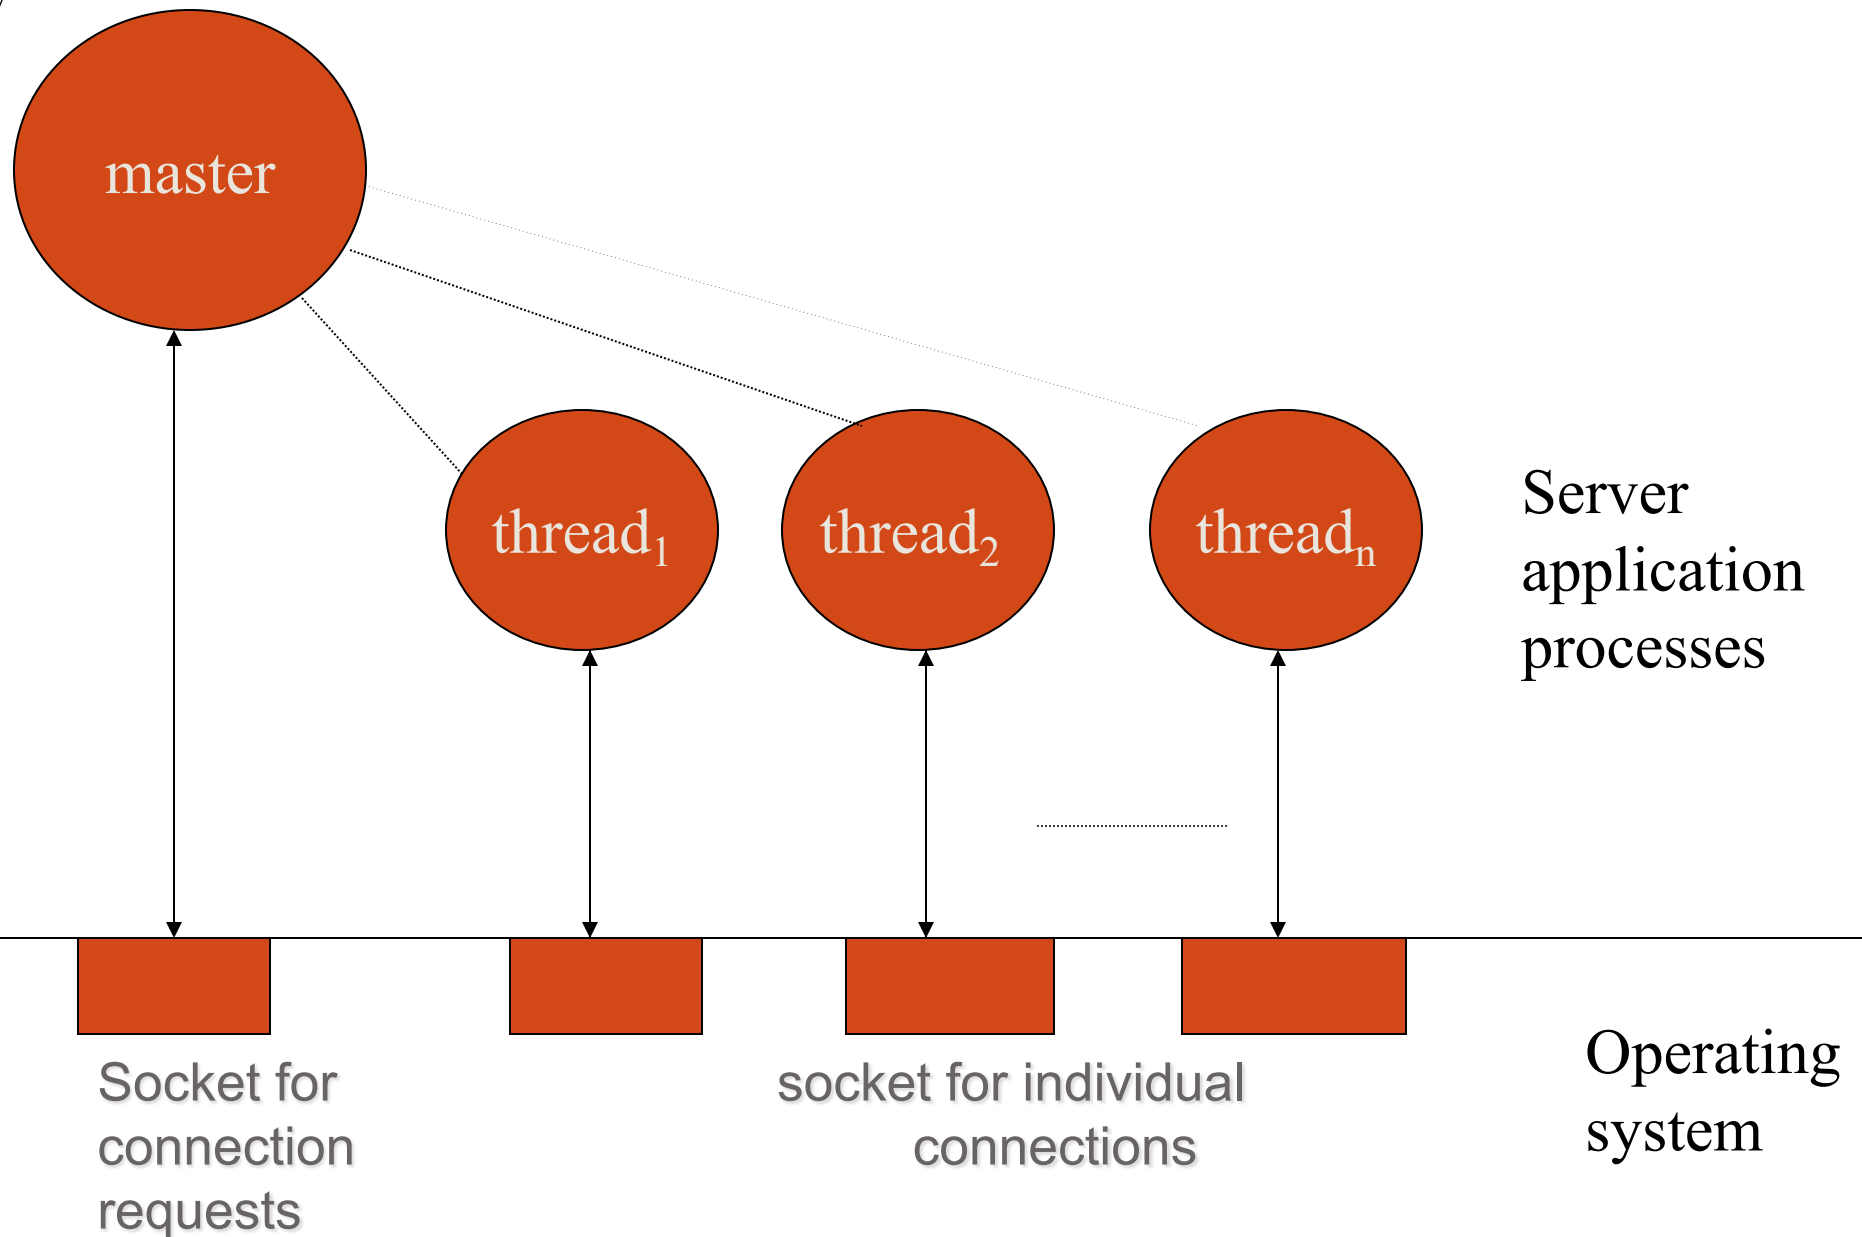 master
thread₁
thread₂
threadₙ
Server
application
processes
Socket for
connection
requests
socket for individual
connections
Operating
system